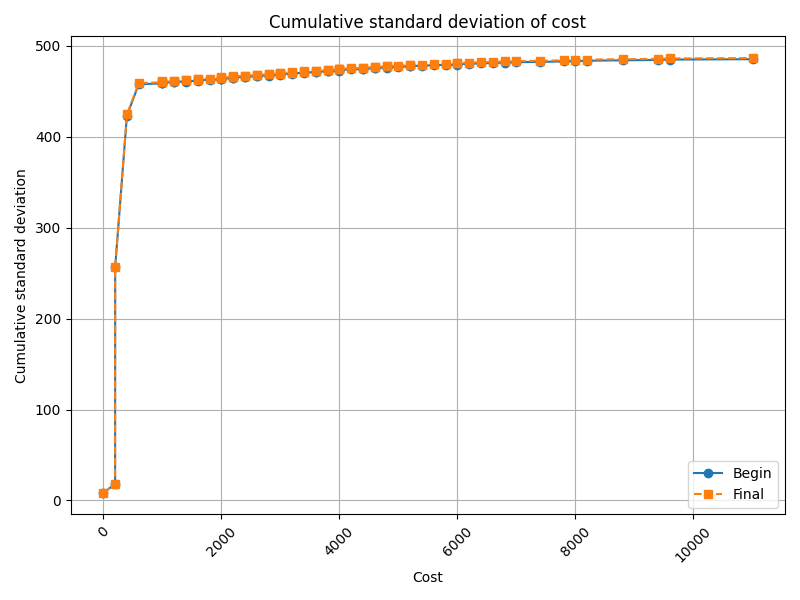 Cumulative standard deviation of cost
500
400
300
200
100
0
Cumulative standard deviation
0
2000
4000
6000
8000
10000
Cost
Begin
Final